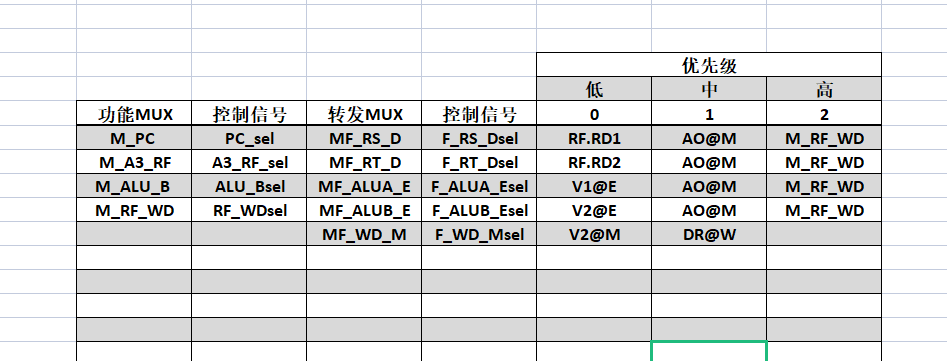 优先级
低 中 高
功能MUX 控制信号 转发MUX 控制信号 0 1 2
M_PC PC_sel MF_RS_D F_RS_Dsel RF.RD1 AO@M M_RF_WD
M_A3_RF A3_RF_sel MF_RT_D F_RT_Dsel RF.RD2 AO@M M_RF_WD
M_ALU_B ALU_Bsel MF_ALUA_E F_ALUA_Esel V1@E AO@M M_RF_WD
M_RF_WD RF_WDsel MF_ALUB_E F_ALUB_Esel V2@E AO@M M_RF_WD
MF_WD_M F_WD_Msel V2@M DR@W